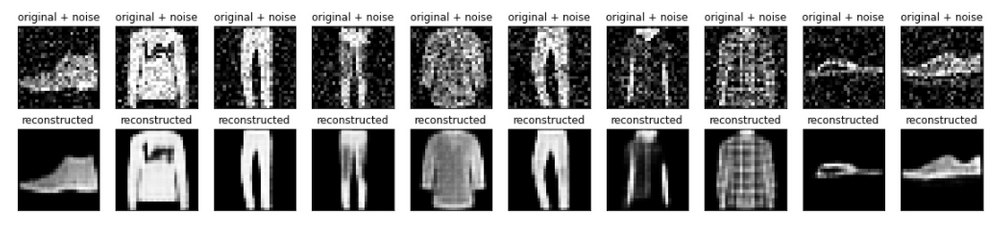 original + noise original + noise original + noise original + noise original + noise original + noise original + noise original + noise original + noise original + noise
Lee
reconstructed reconstructed reconstructed reconstructed reconstructed reconstructed reconstructed reconstructed reconstructed reconstructed